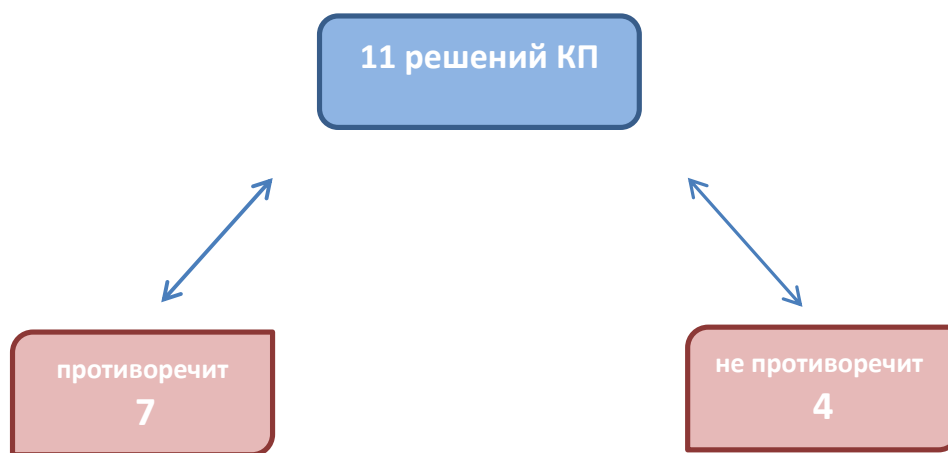 11 решений КП
противоречит
7
не противоречит
4